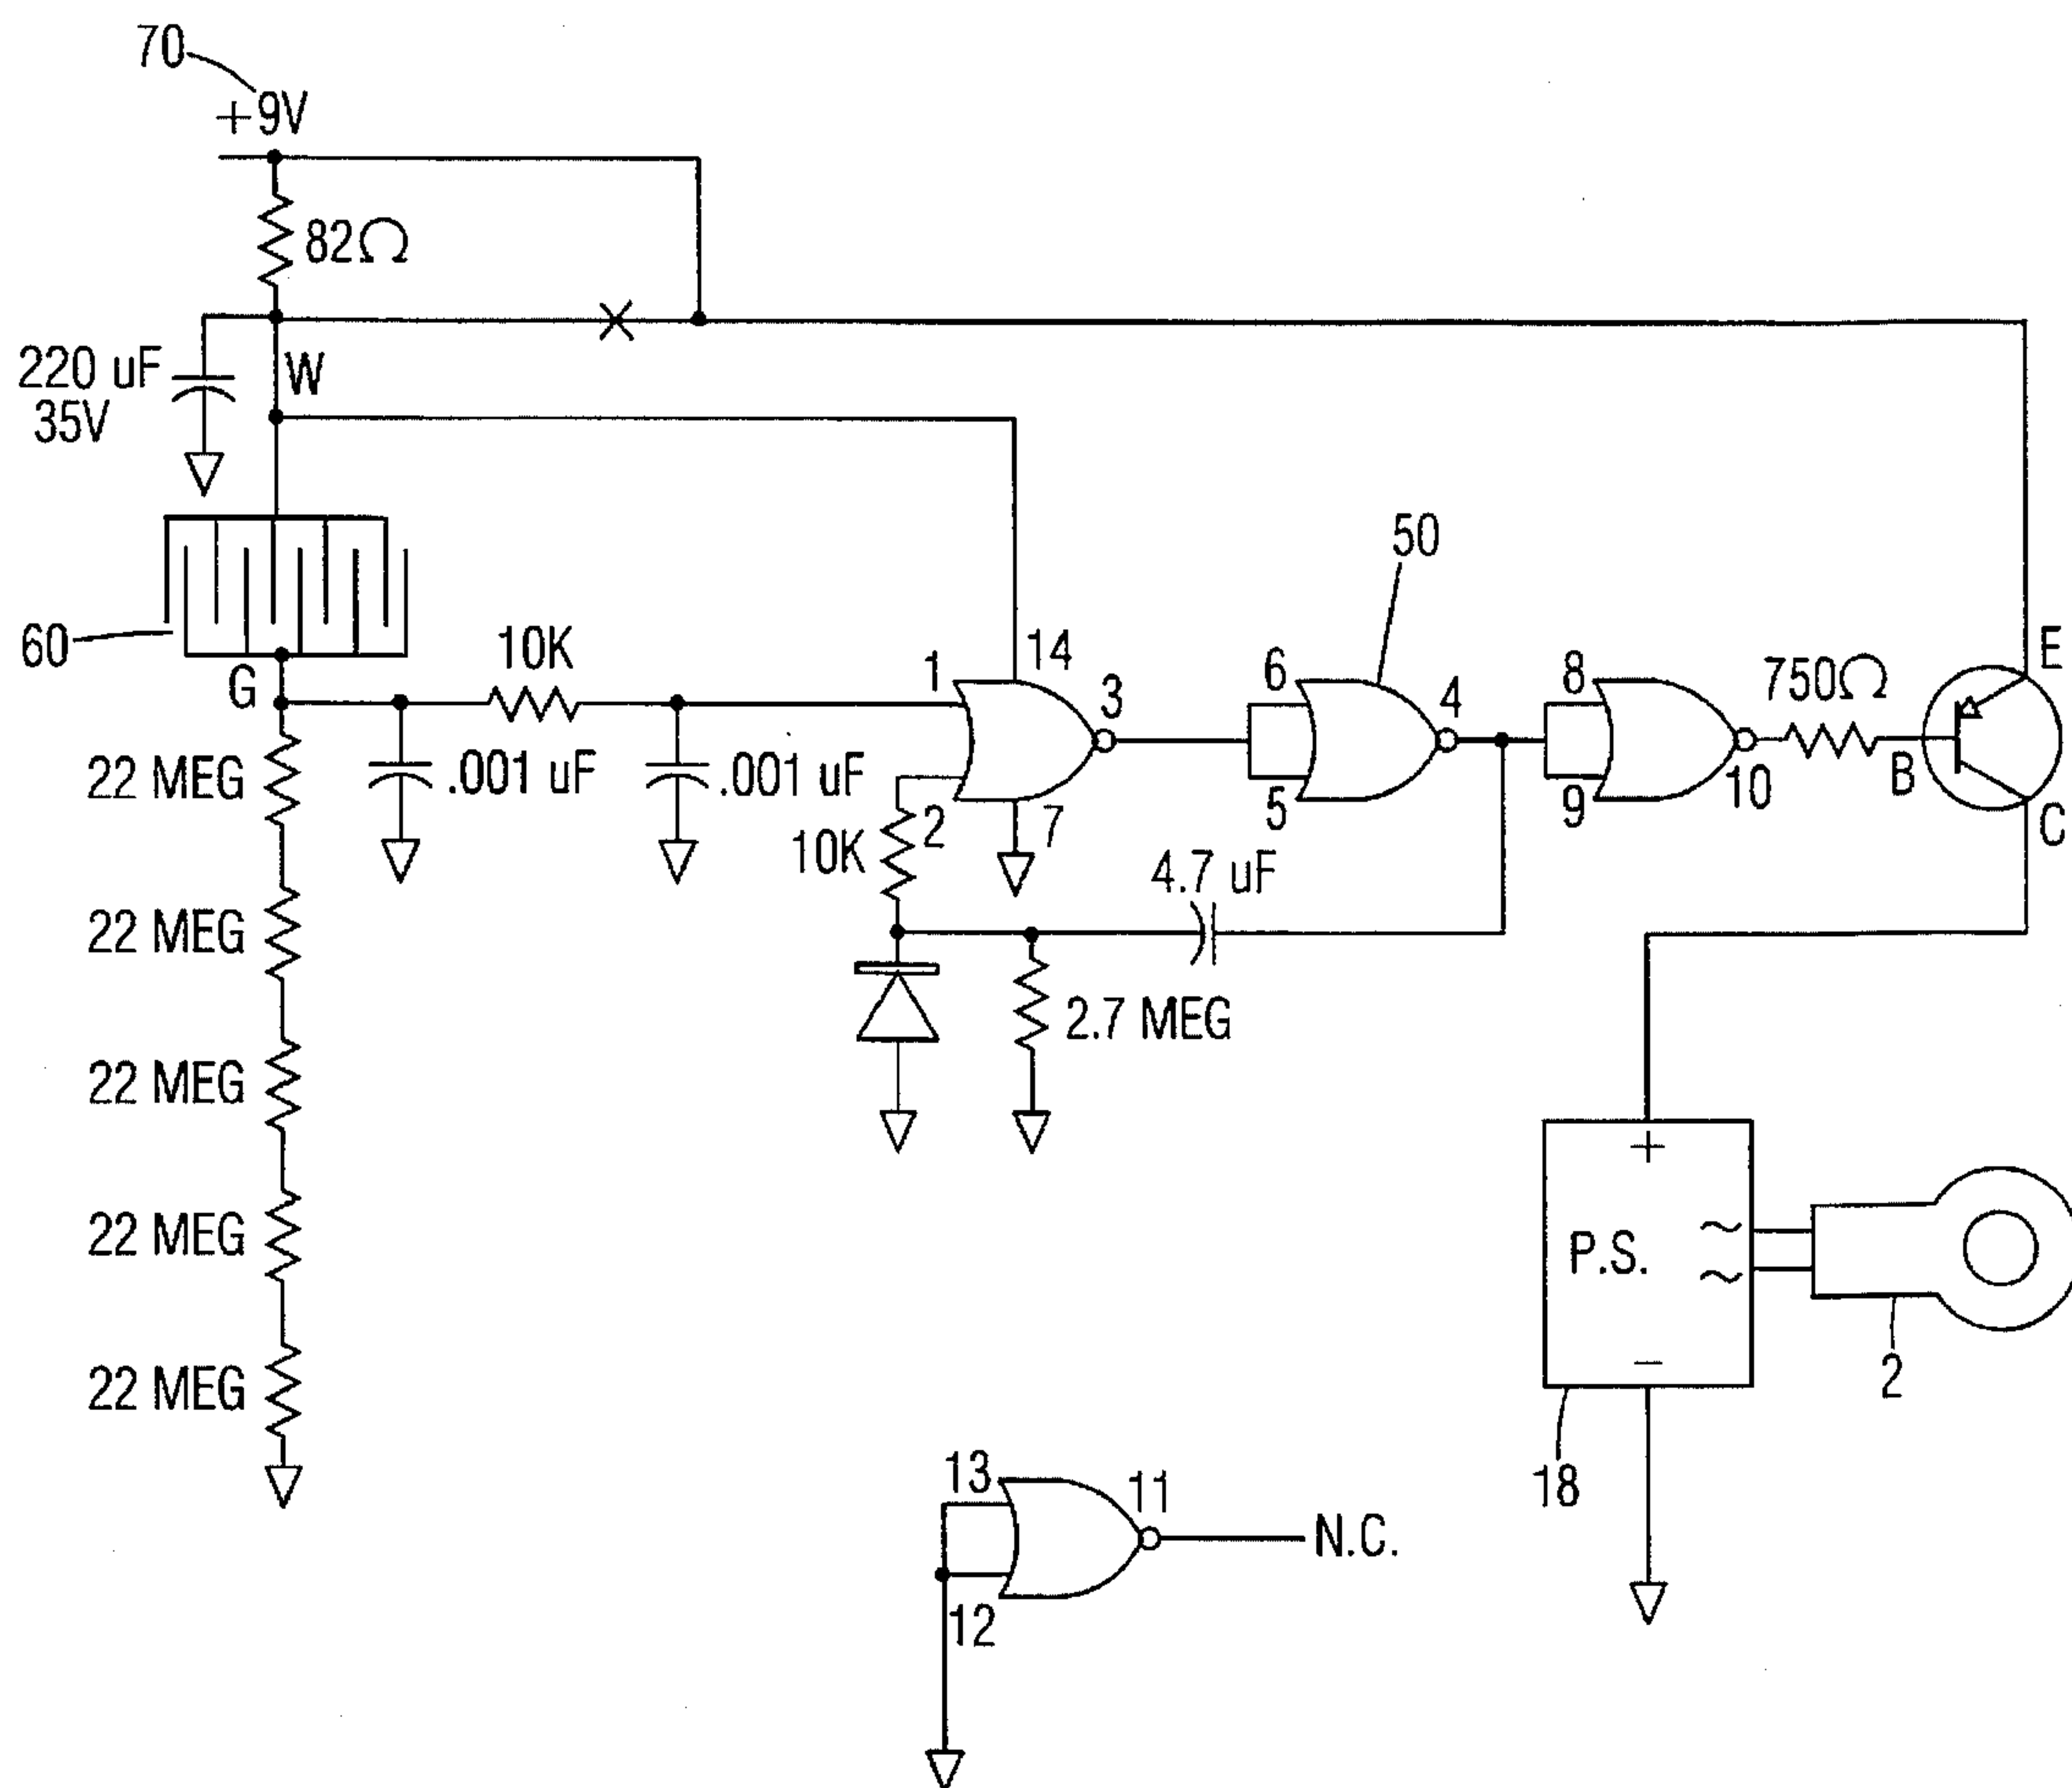 70
+9V
82Ω
220 uF
35V
W
50
60
G
10K
1
14
3
6
5
4
8
9
10
750Ω
E
B
C
22 MEG
.001 uF
.001 uF
2
7
10K
4.7 uF
22 MEG
2.7 MEG
22 MEG
22 MEG
22 MEG
+
P.S.
~
~
−
2
18
13
11
N.C.
12